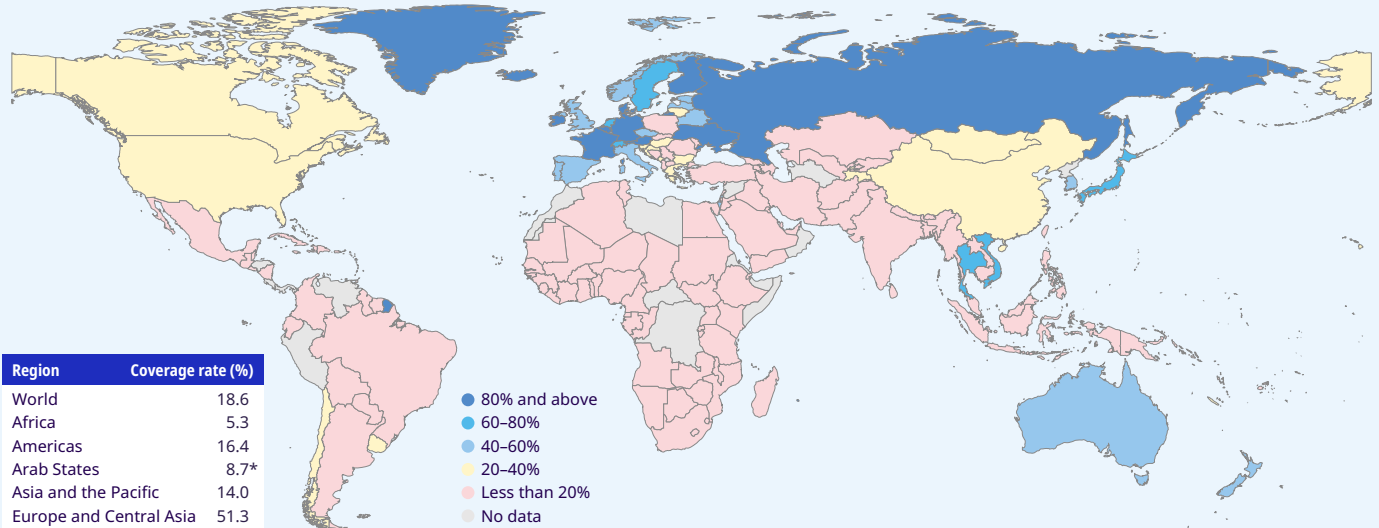 Region Coverage rate (%)
World 18.6
Africa 5.3
Americas 16.4
Arab States 8.7*
Asia and the Pacific 14.0
Europe and Central Asia 51.3
80% and above
60–80%
40–60%
20–40%
Less than 20%
No data